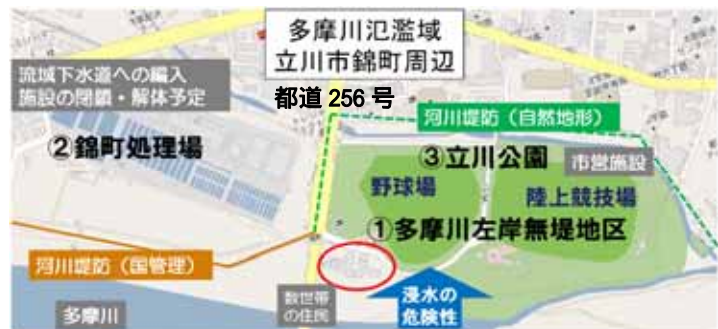 多摩川氾濫域
立川市錦町周辺
流域下水道への編入
施設の閉鎖・解体予定
都道256号
河川堤防（自然地形）
②錦町処理場
③立川公園
市営施設
野球場
陸上競技場
①多摩川左岸無堤地区
河川堤防（国管理）
多摩川
数世帯
の住民
浸水の
危険性